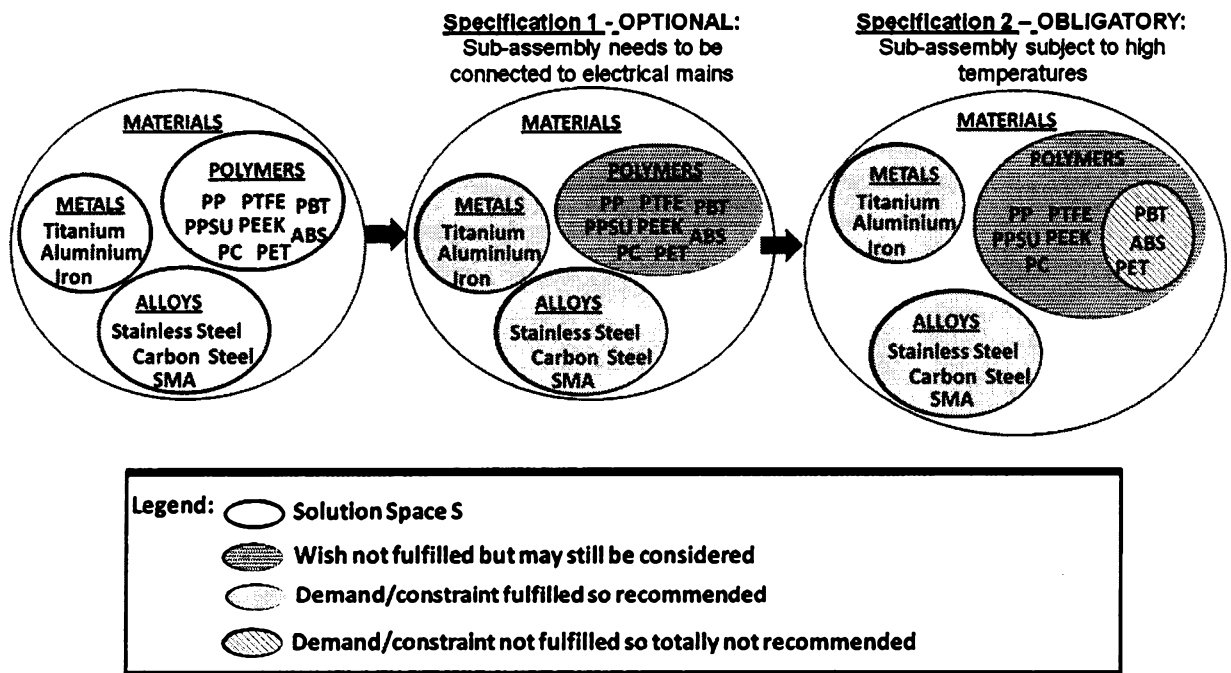 Specification 1 - OPTIONAL:
Sub-assembly needs to be
connected to electrical mains
Specification 2 – OBLIGATORY:
Sub-assembly subject to high
temperatures
MATERIALS
POLYMERS
PP PTFE PBT
PPSU PEEK ABS
PC PET
METALS
Titanium
Aluminium
Iron
ALLOYS
Stainless Steel
Carbon Steel
SMA
MATERIALS
POLYMERS
PP PTFE PBT
PPSU PEEK ABS
PC PET
METALS
Titanium
Aluminium
Iron
ALLOYS
Stainless Steel
Carbon Steel
SMA
MATERIALS
POLYMERS
PP PTFE PBT
PPSU PEEK ABS
PC PET
METALS
Titanium
Aluminium
Iron
ALLOYS
Stainless Steel
Carbon Steel
SMA
Legend:
Solution Space S
Wish not fulfilled but may still be considered
Demand/constraint fulfilled so recommended
Demand/constraint not fulfilled so totally not recommended